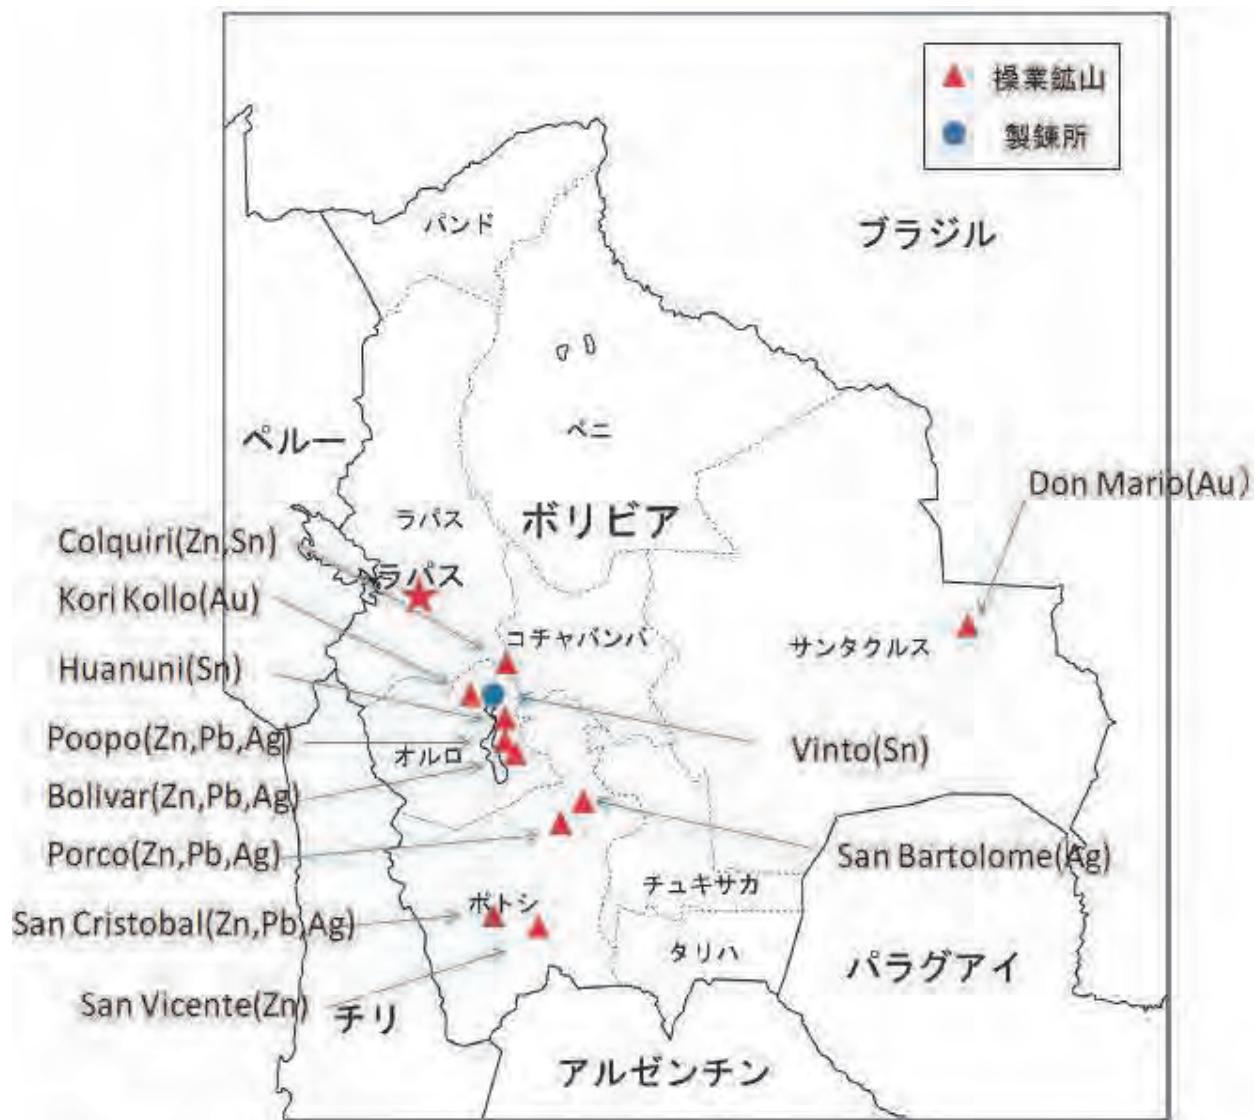 操業鉱山
製錬所
パンド
ブラジル
ベニ
ペルー
Don Mario(Au)
ラパス
ボリビア
Colquiri(Zn,Sn)
ラパス
Kori Kollo(Au)
コチャバンバ
サンタクルス
Huanuni(Sn)
Poopo(Zn,Pb,Ag)
オルロ
Vinto(Sn)
Bolivar(Zn,Pb,Ag)
Porco(Zn,Pb,Ag)
San Bartolome(Ag)
チュキサカ
ポトシ
San Cristobal(Zn,Pb,Ag)
タリハ
パラグアイ
San Vicente(Zn)
チリ
アルゼンチン